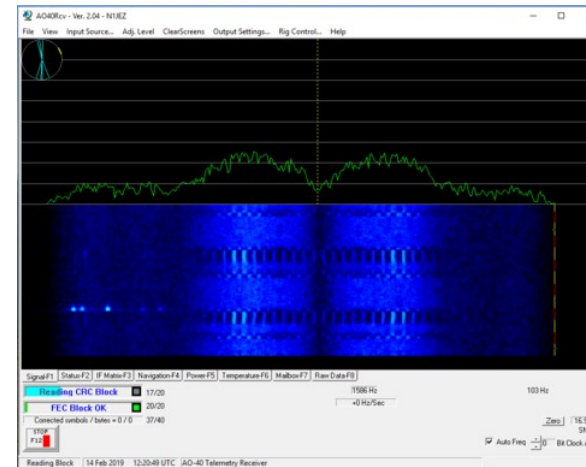 AO40Rcv - Ver. 2.04 - N1JEZ
File View Input Source... Adj. Level ClearScreens Output Settings... Rig Control... Help
Signal-F1 Status-F2 IF Matrix-F3 Navigation-F4 Power-F5 Temperature-F6 Mailbox-F7 Raw Data-F8
Reading CRC Block 17/20 1586 Hz 103 Hz
FEC Block OK 20/20 +0 Hz/Sec
Corrected symbols / bytes = 0 / 0 37/40 Zero 16.5
STOP
F12 Auto Freq 0 Bit Clock
Reading Block 14 Feb 2019 12:20:49 UTC AO-40 Telemetry Receiver